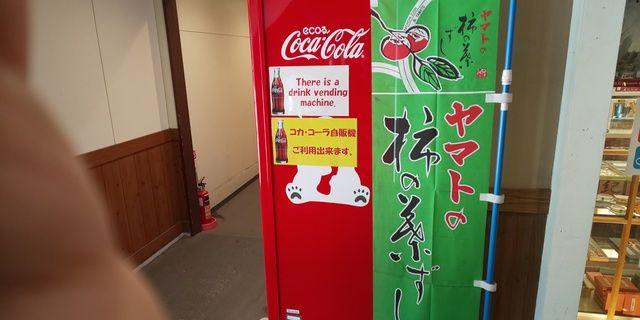 ecoる
Coca-Cola
There is a
drink vending
machine.
コカ・コーラ自販機
ご利用出来ます。
ヤマトの
柿の葉ずし
ヤマトの
柿の葉ずし